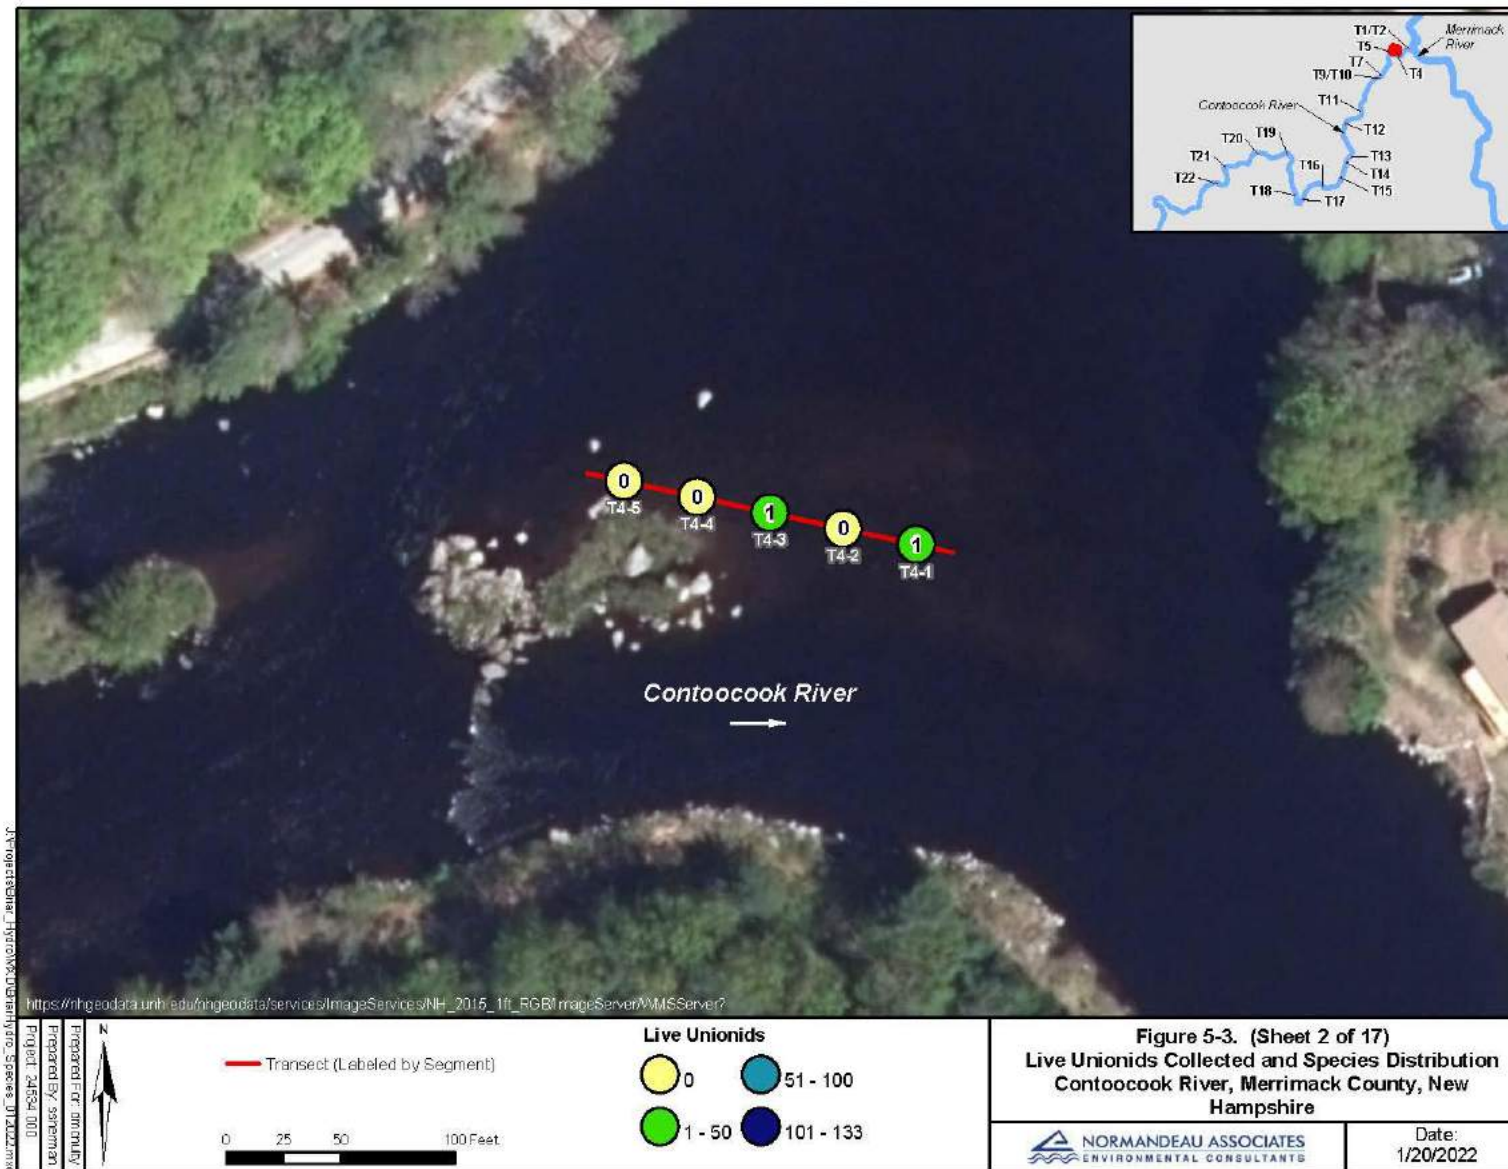 T1/T2
Merrimack
River
T5
T7
T4
T9/T10
T11
Contoocook River
T12
T19
T20
T13
T21
T16
T14
T22
T15
T18
T17
0
0
1
0
1
T4-5
T4-4
T4-3
T4-2
T4-1
Contoocook River
https://nhgeodata.unh.edu/nhgeodata/services/ImageServices/NH_2015_1ft_RGB/ImageServer/WMSServer?
Project: 24534.000
Prepared By: ssherman
Prepared For: dmcnulty
N
Transect (Labeled by Segment)
0 25 50 100 Feet
Live Unionids
0
51 - 100
1 - 50
101 - 133
Figure 5-3. (Sheet 2 of 17)
Live Unionids Collected and Species Distribution
Contoocook River, Merrimack County, New
Hampshire
NORMANDEAU ASSOCIATES
ENVIRONMENTAL CONSULTANTS
Date:
1/20/2022